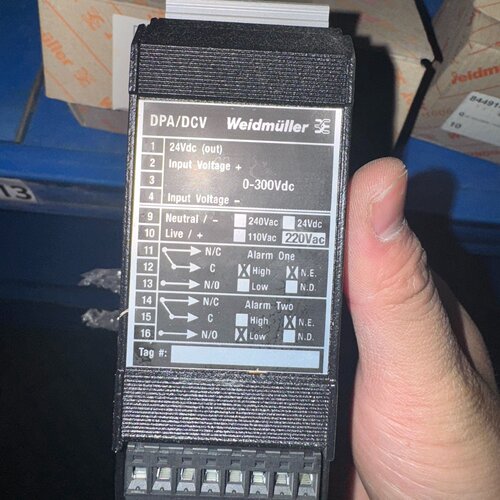 DPA/DCV Weidmüller
1 24Vdc (out)
2 Input Voltage +
3 0-300Vdc
4 Input Voltage -
9 Neutral / - 240Vac 24Vdc
10 Live / + 110Vac 220Vac
11 N/C Alarm One
12 C X High X N.E.
13 N/O Low N.D.
14 N/C Alarm Two
15 C High X N.E.
16 N/O X Low N.D.
Tag #:
13